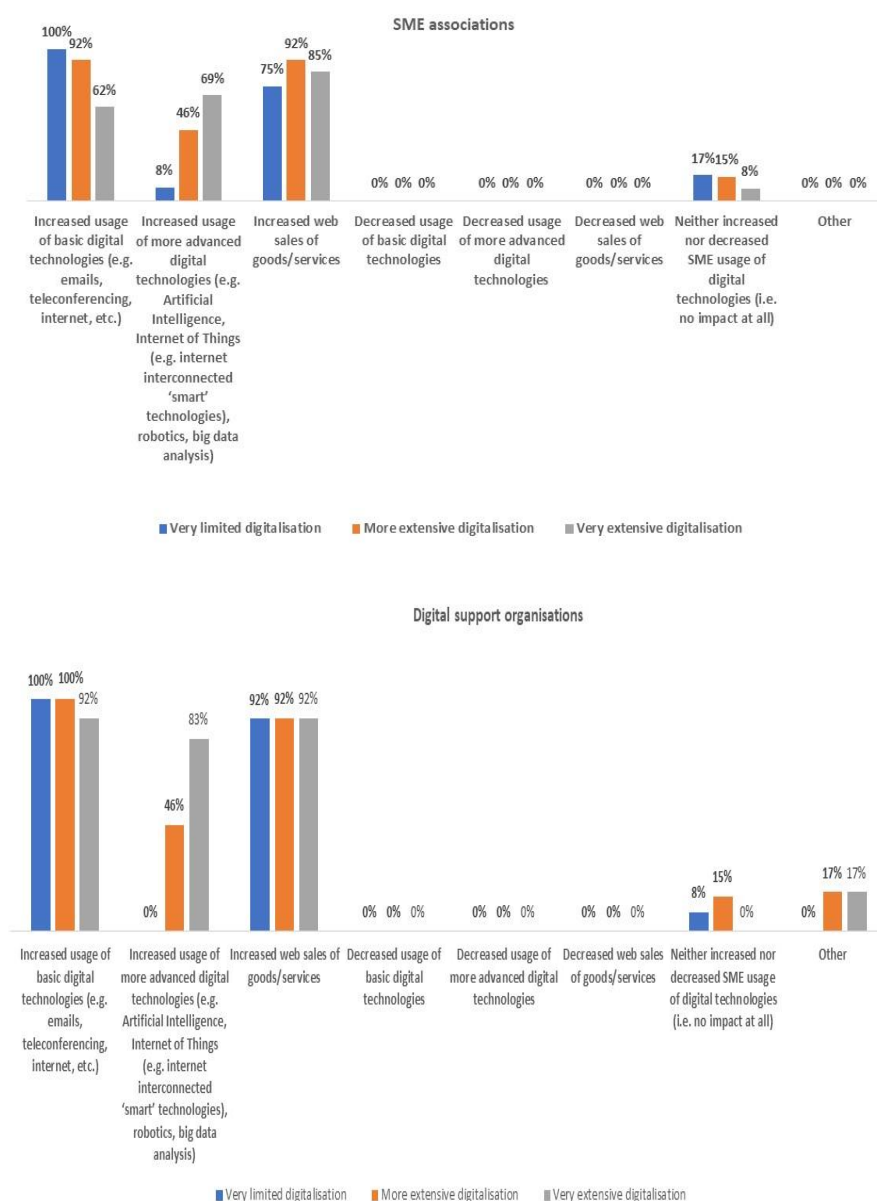 SME associations
100%
92%
62%
8%
46%
69%
75%
92%
85%
0% 0% 0%
0% 0% 0%
0% 0% 0%
17%
15%
8%
0% 0% 0%
Increased usage
of basic digital
technologies (e.g.
emails,
teleconferencing,
internet, etc.)
Increased usage
of more advanced
digital
technologies (e.g.
Artificial
Intelligence,
Internet of Things
(e.g. internet
interconnected
‘smart’
technologies),
robotics, big data
analysis)
Increased web
sales of
goods/services
Decreased usage
of basic digital
technologies
Decreased usage
of more advanced
digital
technologies
Decreased web
sales of
goods/services
Neither increased
nor decreased
SME usage of
digital
technologies (i.e.
no impact at all)
Other
Very limited digitalisation
More extensive digitalisation
Very extensive digitalisation
Digital support organisations
100%
100%
92%
0%
46%
83%
92%
92%
92%
0% 0% 0%
0% 0% 0%
0% 0% 0%
8%
15%
0%
0%
17%
17%
Increased usage of
basic digital
technologies (e.g.
emails,
teleconferencing,
internet, etc.)
Increased usage of
more advanced digital
technologies (e.g.
Artificial Intelligence,
Internet of Things
(e.g. internet
interconnected
‘smart’ technologies),
robotics, big data
analysis)
Increased web sales of
goods/services
Decreased usage of
basic digital
technologies
Decreased usage of
more advanced digital
technologies
Decreased web sales
of goods/services
Neither increased nor
decreased SME usage
of digital technologies
(i.e. no impact at all)
Other
Very limited digitalisation
More extensive digitalisation
Very extensive digitalisation